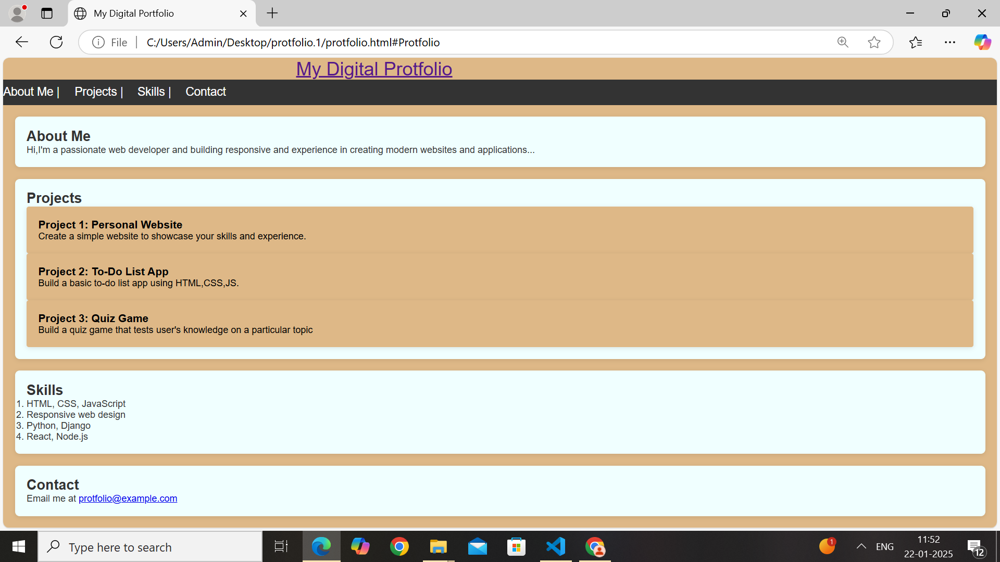 My Digital Portfolio
File
C:/Users/Admin/Desktop/protfolio.1/protfolio.html#Protfolio
My Digital Protfolio
About Me | Projects | Skills | Contact
About Me
Hi,I'm a passionate web developer and building responsive and experience in creating modern websites and applications...
Projects
Project 1: Personal Website
Create a simple website to showcase your skills and experience.
Project 2: To-Do List App
Build a basic to-do list app using HTML,CSS,JS.
Project 3: Quiz Game
Build a quiz game that tests user's knowledge on a particular topic
Skills
1. HTML, CSS, JavaScript
2. Responsive web design
3. Python, Django
4. React, Node.js
Contact
Email me at protfolio@example.com
Type here to search
1
ENG
11:52
22-01-2025
12